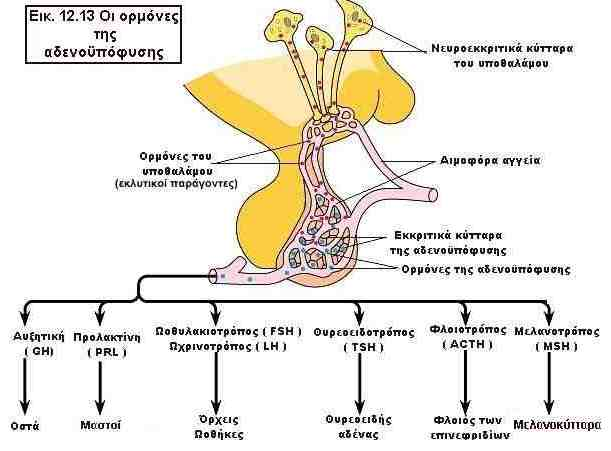 Εικ. 12.13 Οι ορμόνες
της
αδενοϋπόφυσης
Νευροεκκριτικά κύτταρα
του υποθαλάμου
Ορμόνες του
υποθαλάμου
(εκλυτικοί παράγοντες)
Αιμοφόρα αγγεία
Εκκριτικά κύτταρα
της αδενοϋπόφυσης
Ορμόνες της αδενοϋπόφυσης
Αυξητική
( GH)
Προλακτίνη
( PRL )
Ωοθυλακιοτρόπος ( FSH )
Ωχρινοτρόπος ( LH )
Θυρεοειδοτρόπος
( TSH )
Φλοιοτρόπος
( ACTH )
Μελανοτρόπος
( MSH )
Οστά
Μαστοί
Όρχεις
Ωοθήκες
Θυρεοειδής
αδένας
Φλοιός των
επινεφριδίων
Μελανοκύτταρα